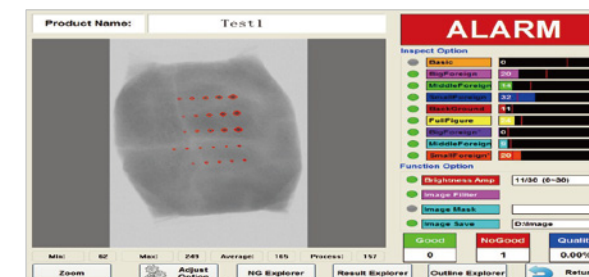 Product Name: Test1
ALARM
Inspect Option
Basic 0
BigForeign 20
MiddleForeign 14
SmallForeign 32
BackGround 11
FullFigure
BigForeign' 0
MiddleForeign
SmallForeign' 20
Function Option
Brightness Amp 11/30 (0~30)
Image Filter
Image Mask
Image Save D:\Image
Good NoGood Quality
0 1 0.00%
Min: 62 Max: 249 Average: 165 Process: 157
Zoom Adjust Option NG Explorer Result Explorer Outline Explorer Return